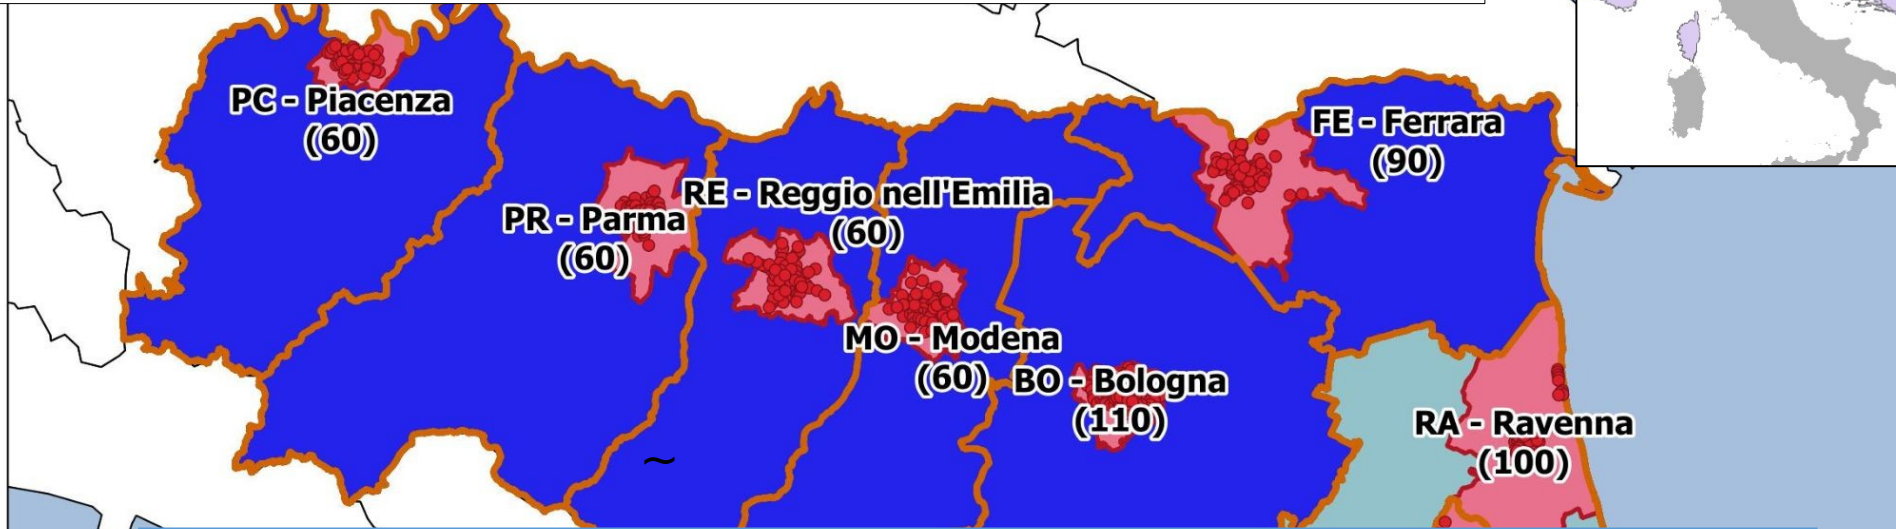 PC - Piacenza
(60)
FE - Ferrara
(90)
RE - Reggio nell'Emilia
(60)
PR - Parma
(60)
MO - Modena
(60)
BO - Bologna
(110)
RA - Ravenna
(100)
~